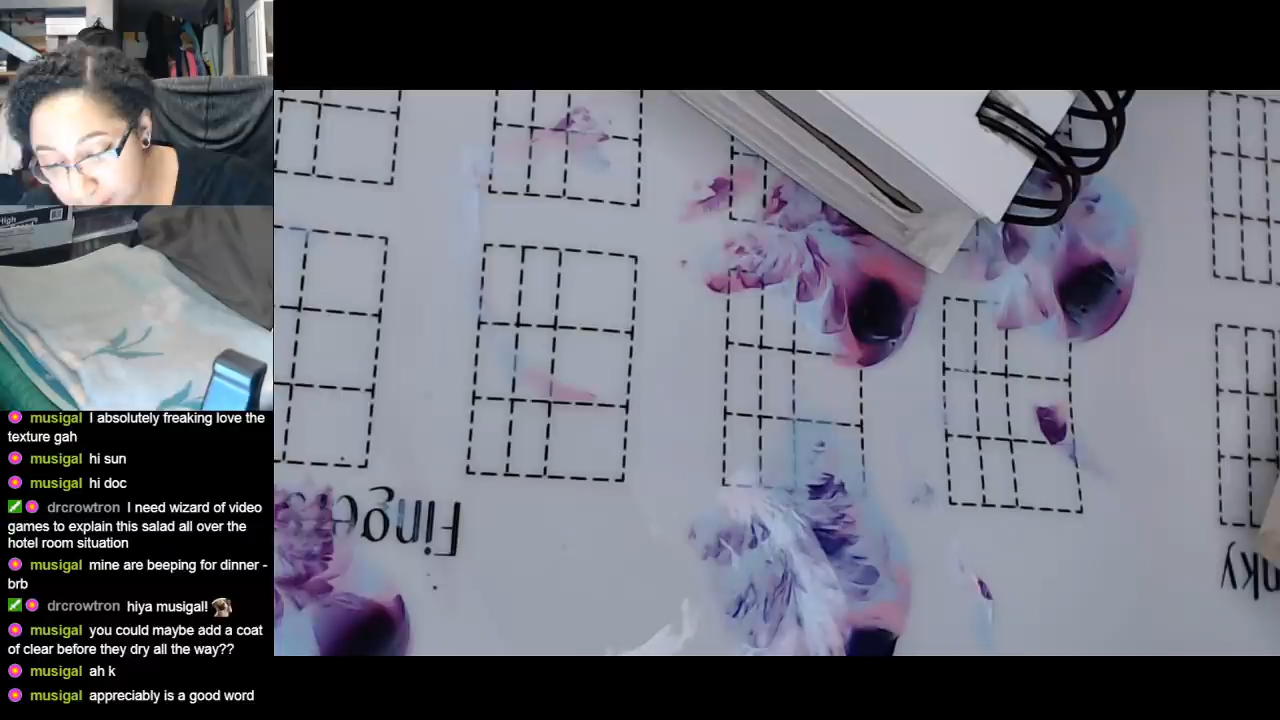 High
musigal I absolutely freaking love the
texture gah
musigal hi sun
musigal hi doc
drcrowtron I need wizard of video
games to explain this salad all over the
hotel room situation
musigal mine are beeping for dinner -
brb
drcrowtron hiya musigal!
musigal you could maybe add a coat
of clear before they dry all the way??
musigal ah k
musigal appreciably is a good word
Finge
nky